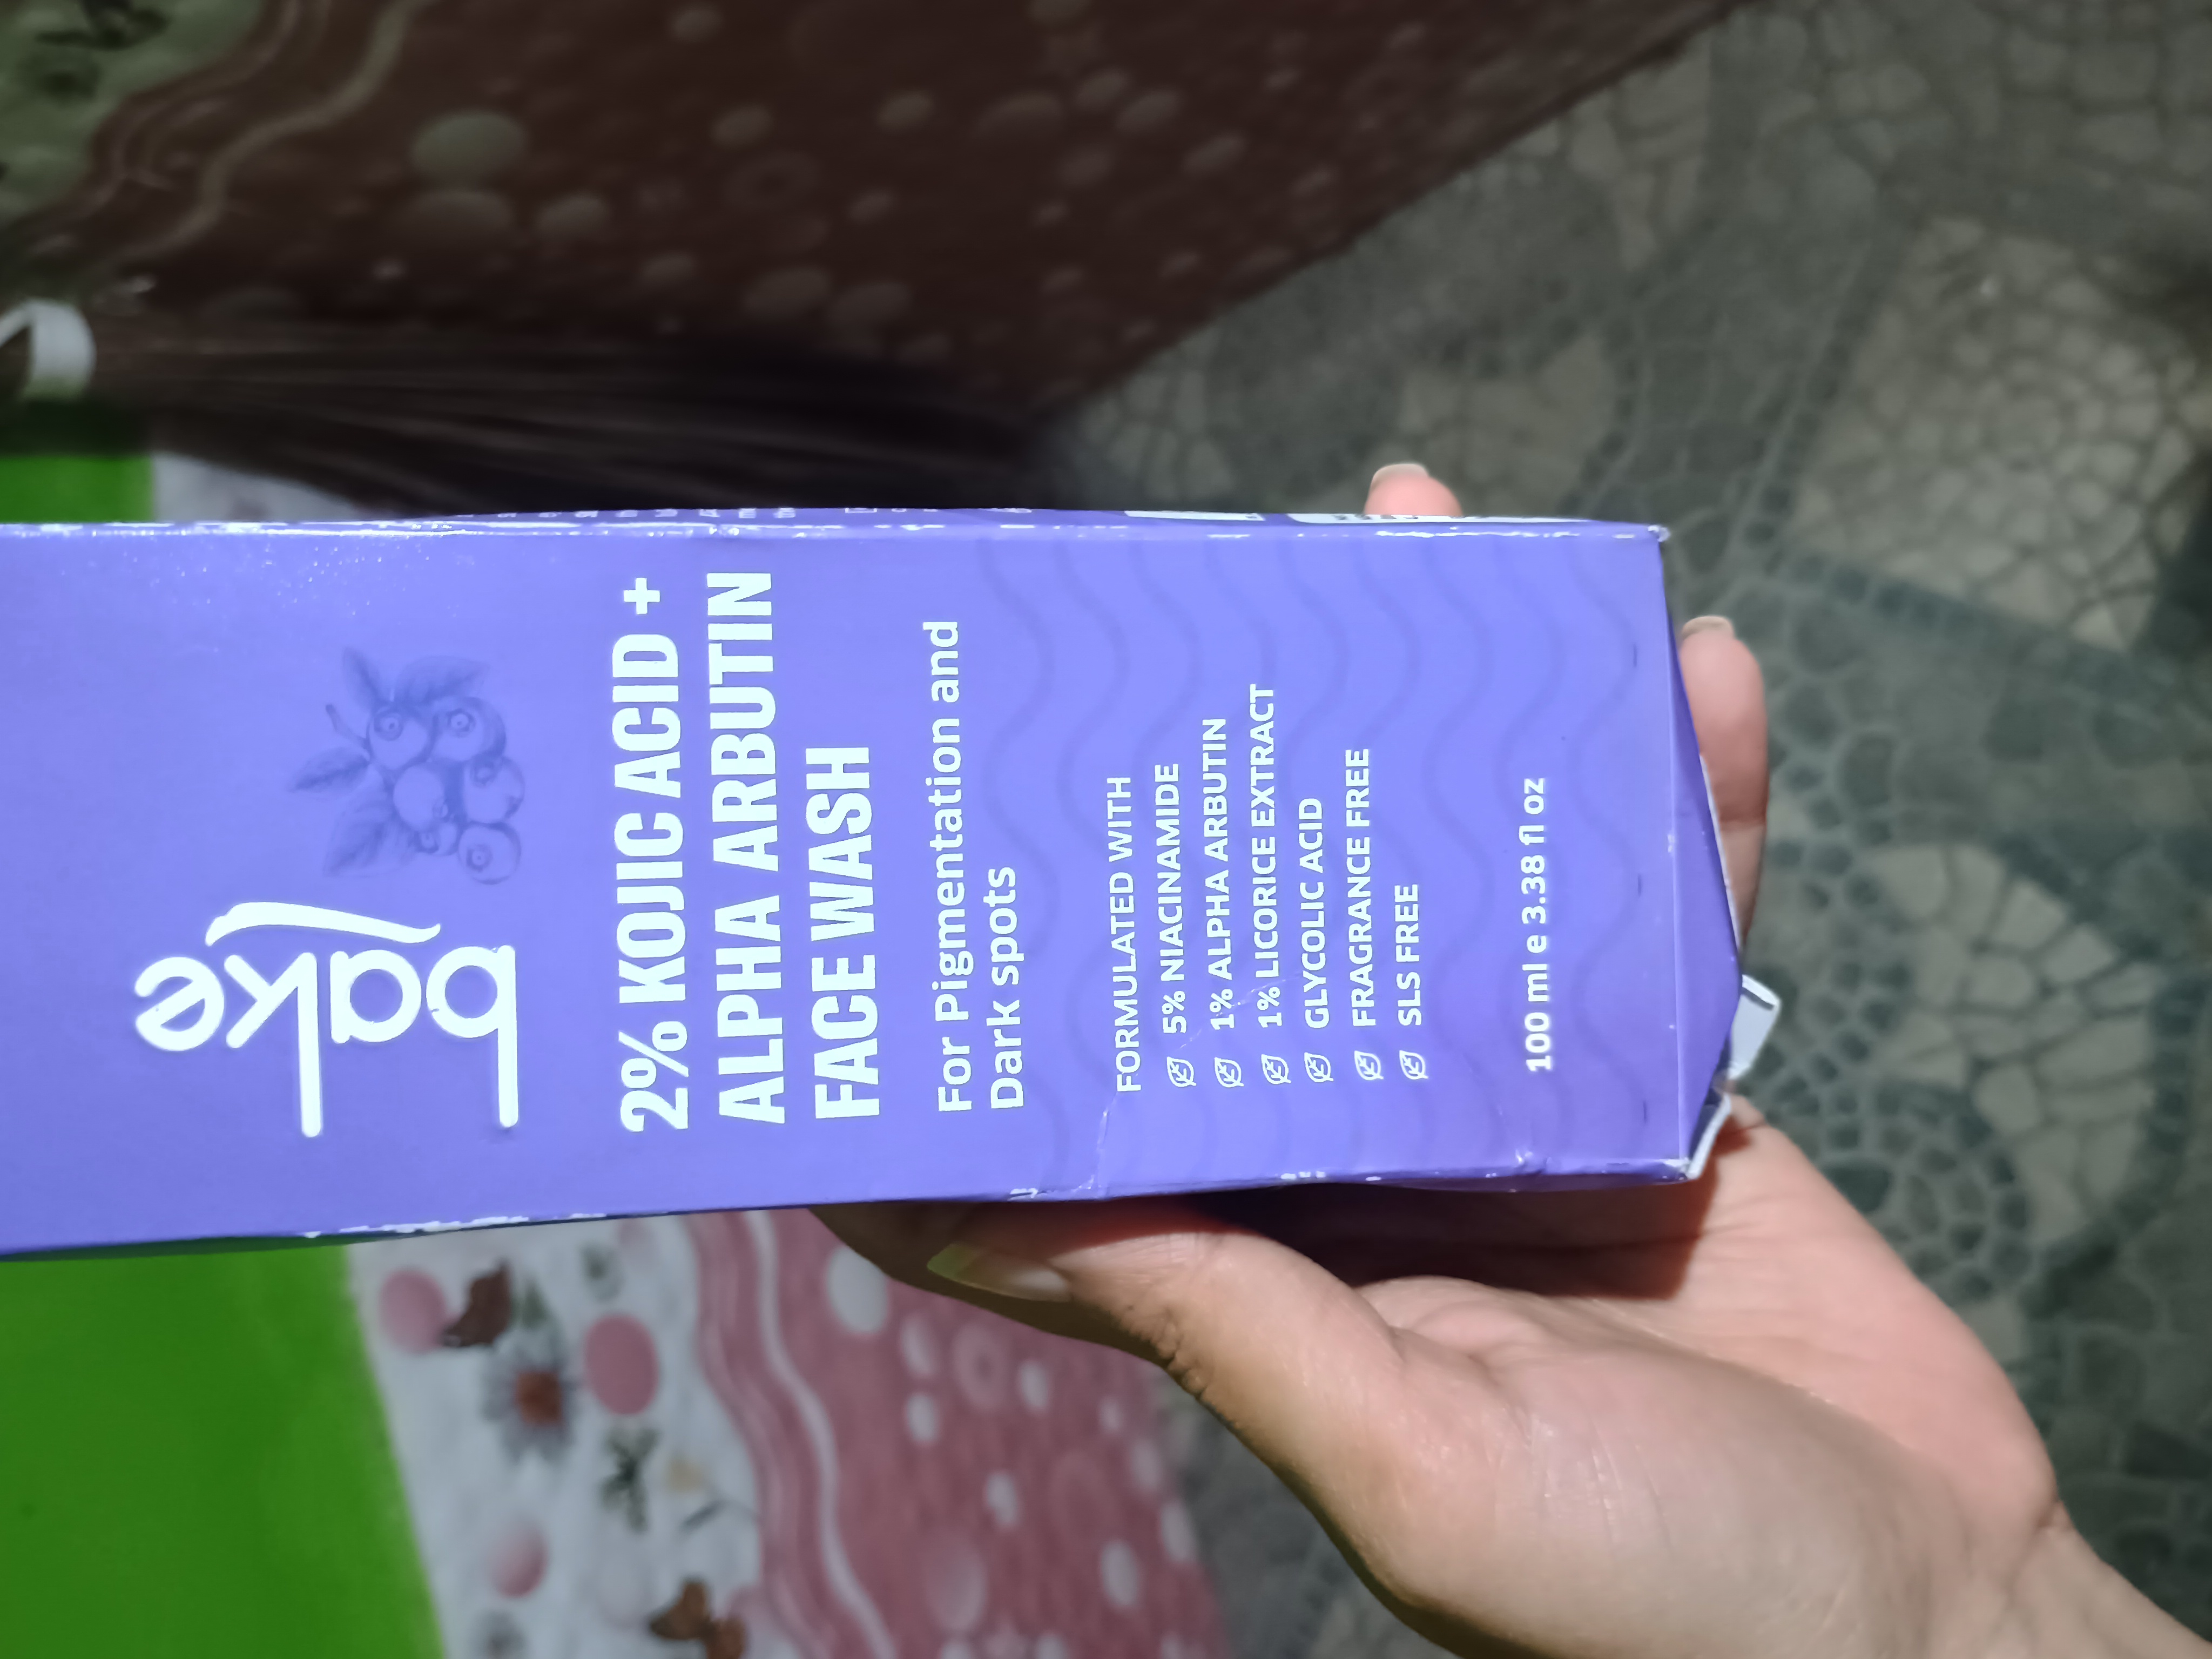 bake
2% KOJIC ACID +
ALPHA ARBUTIN
FACE WASH
For Pigmentation and
Dark spots
FORMULATED WITH
5% NIACINAMIDE
1% ALPHA ARBUTIN
1% LICORICE EXTRACT
GLYCOLIC ACID
FRAGRANCE FREE
SLS FREE
100 ml e 3.38 fl oz